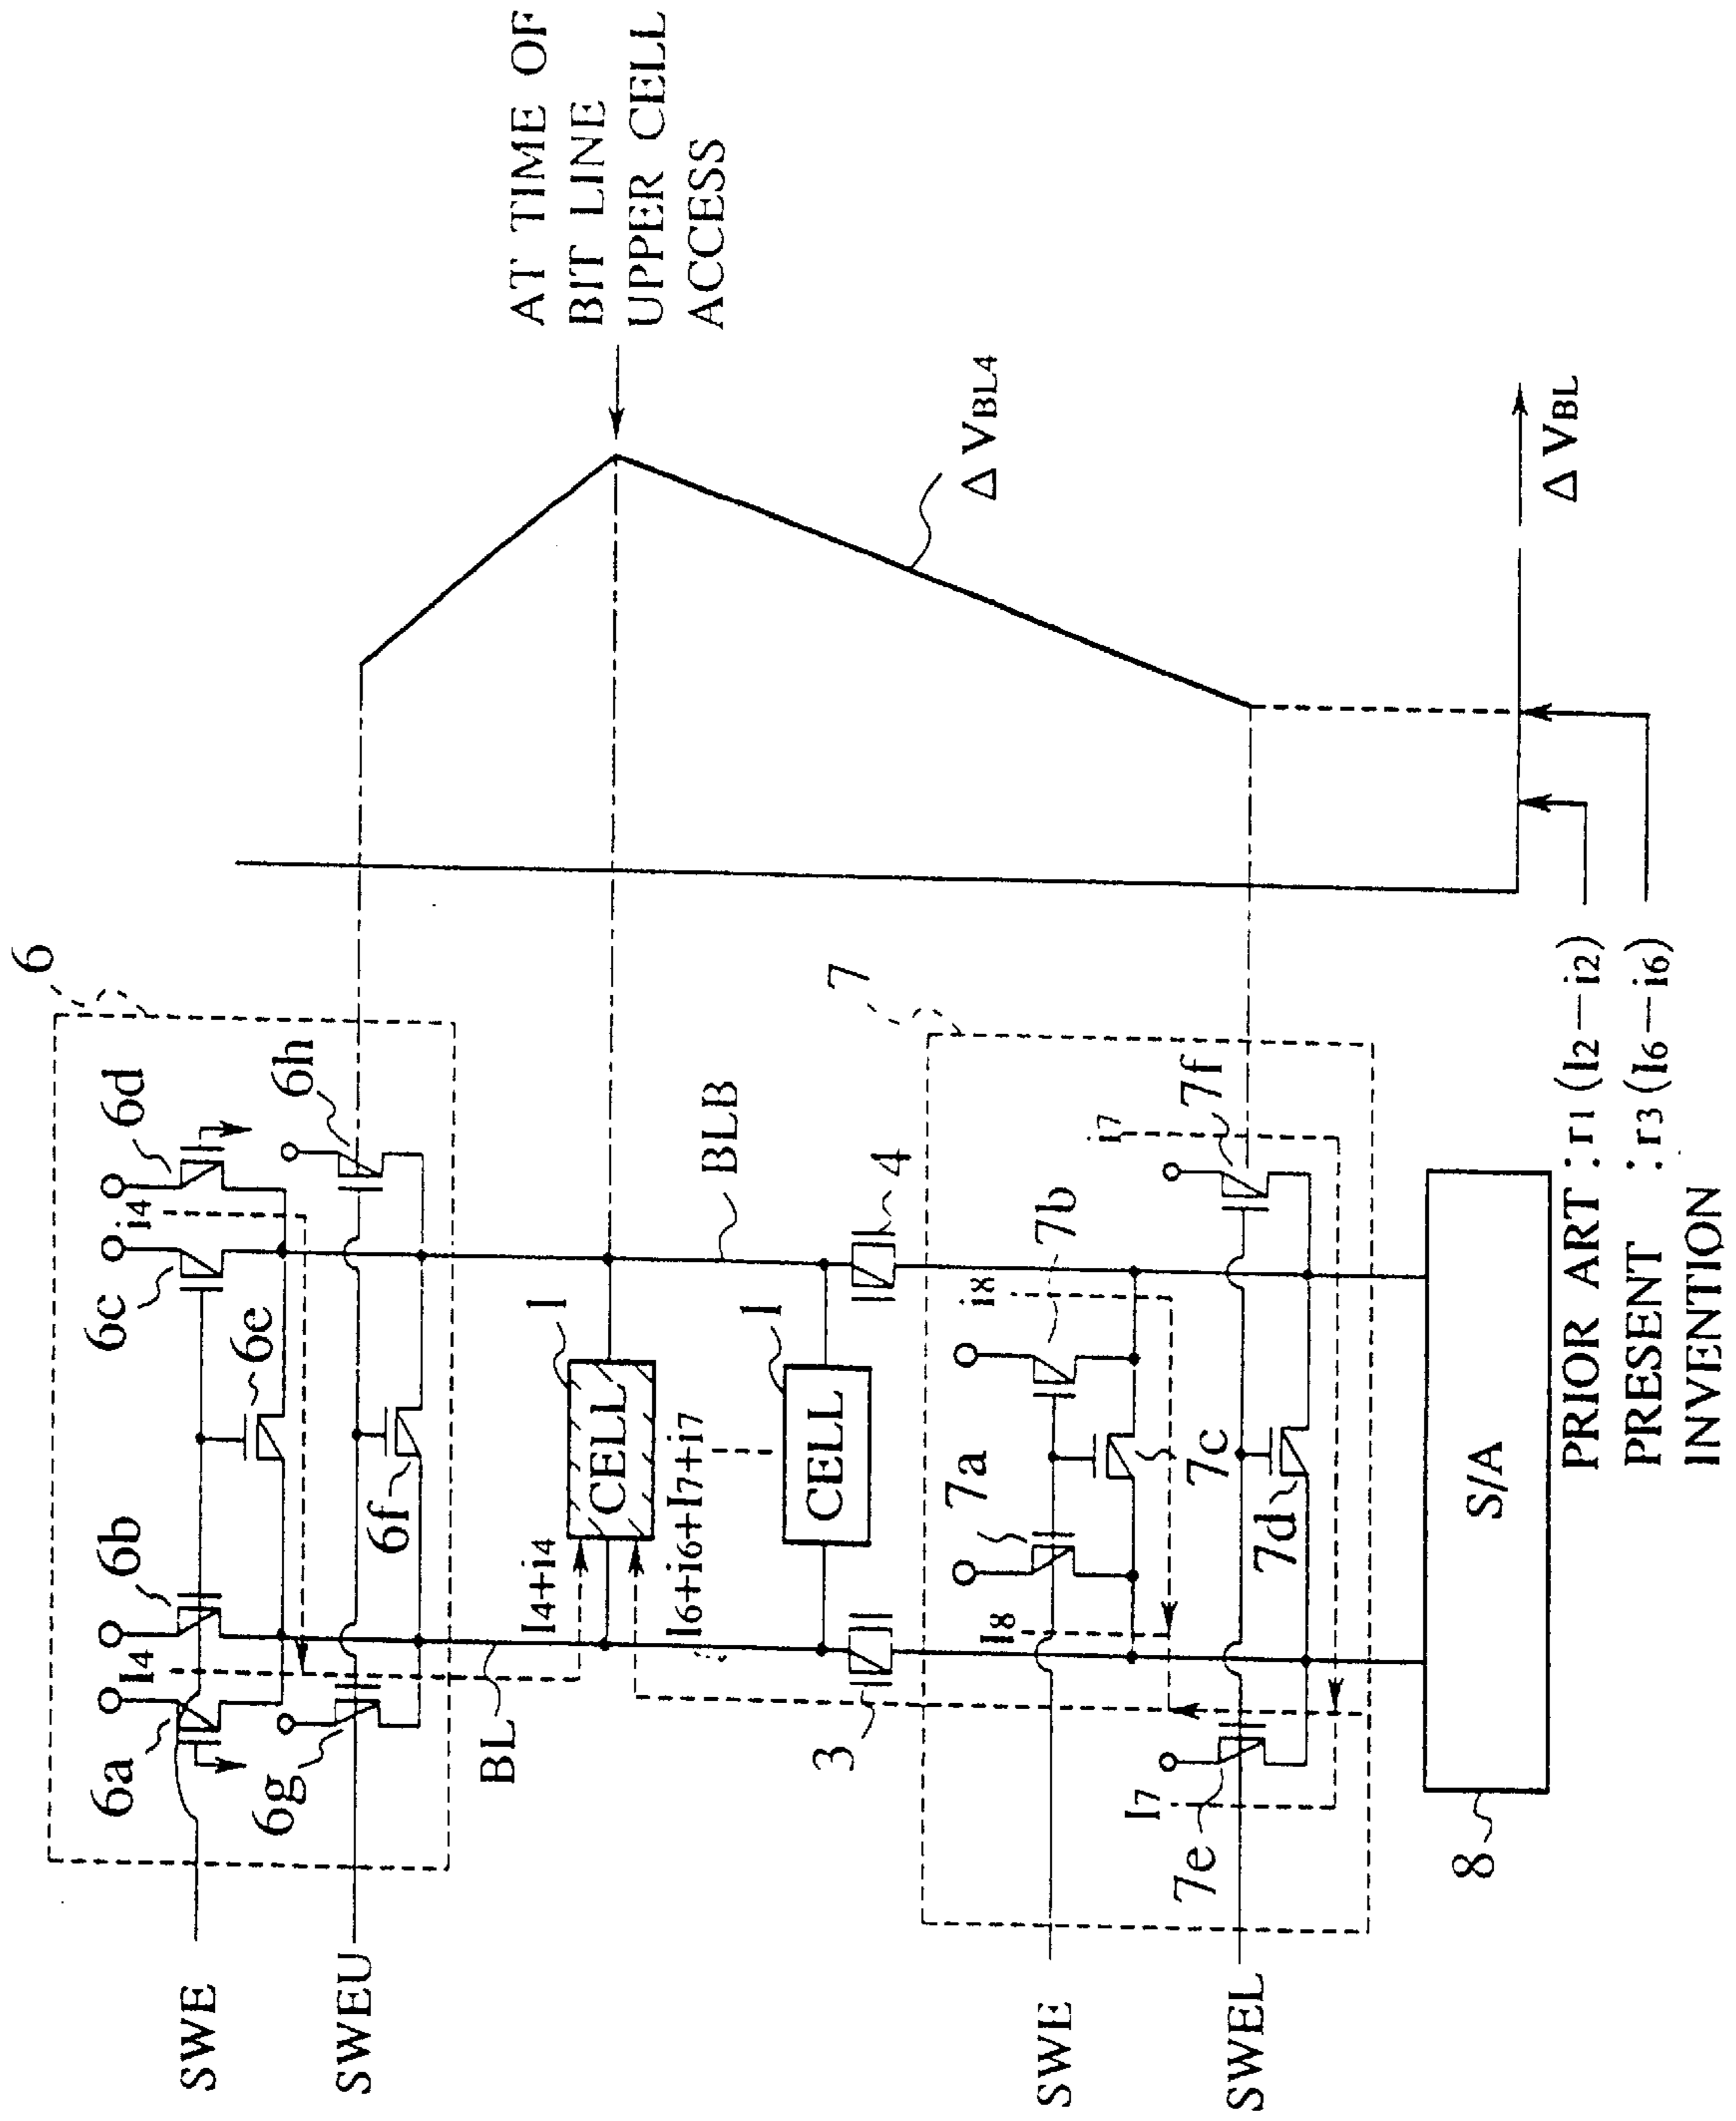 AT TIME OF
BIT LINE
UPPER CELL
ACCESS
6
6a
6b
6c
6d
I4
i4
6e
6f
6g
6h
SWE
SWEU
BL
BLB
I4+i4
1
CELL
I6+i6+I7+i7
1
CELL
3
4
7
7a
7b
I8
i8
7c
7d
7e
7f
I7
i7
SWE
SWEL
S/A
8
ΔVBL4
ΔVBL
PRIOR ART : r1(I2−i2)
PRESENT : r3(I6−i6)
INVENTION